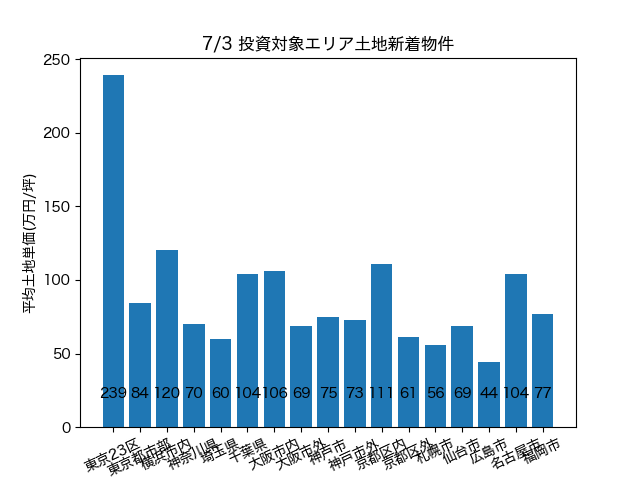 7/3 投資対象エリア土地新着物件
平均土地単価(万円/坪)
250
200
150
100
50
0
239 84 120 70 60 104 106 69 75 73 111 61 56 69 44 104 77
東京23区 東京都市部 横浜市内 神奈川県 埼玉県 千葉県 大阪市内 大阪市外 神戸市 神戸市外 京都区内 京都区外 札幌市 仙台市 広島市 名古屋市 福岡市